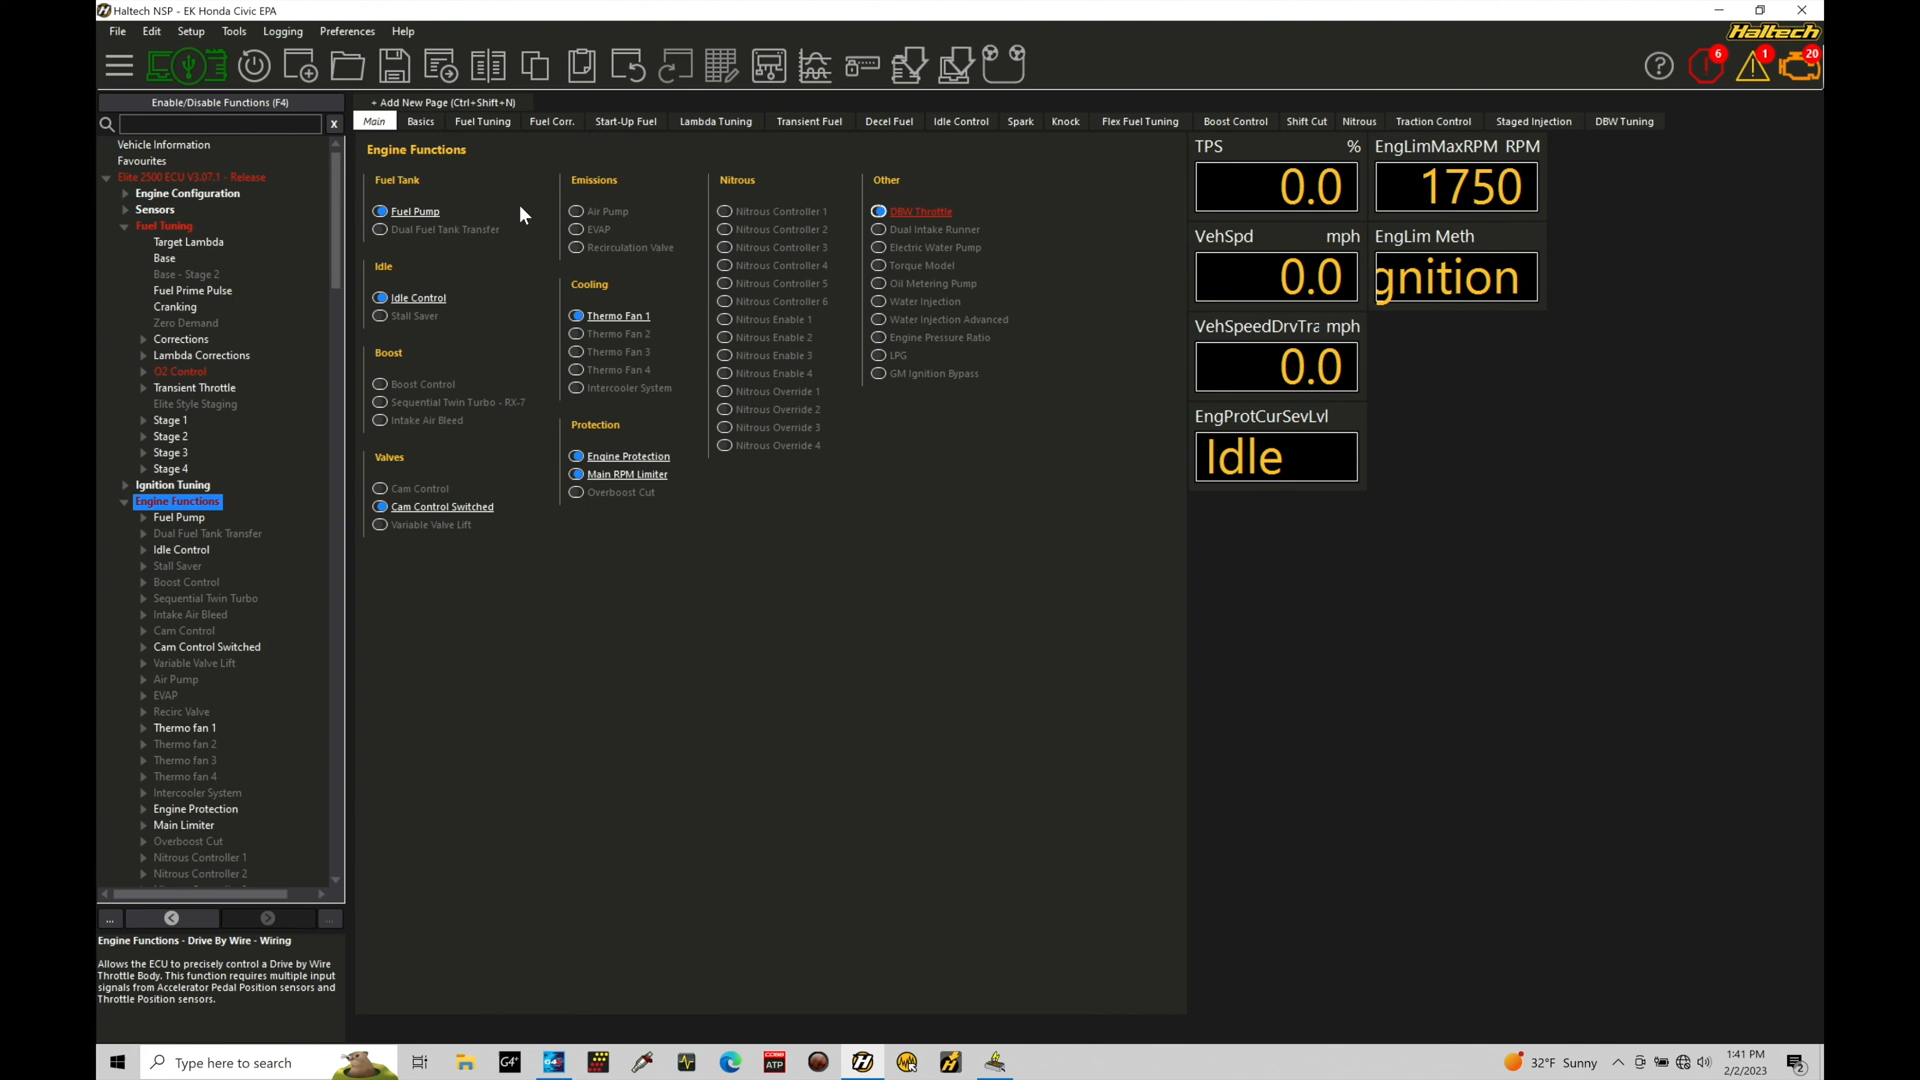 Haltech NSP - EK Honda Civic EPA
File Edit Setup Tools Logging Preferences Help
Haltech
6 1 20
Enable/Disable Functions (F4)
+ Add New Page (Ctrl+Shift+N)
x
Main Basics Fuel Tuning Fuel Corr. Start-Up Fuel Lambda Tuning Transient Fuel Decel Fuel Idle Control Spark Knock Flex Fuel Tuning Boost Control Shift Cut Nitrous Traction Control Staged Injection DBW Tuning
Vehicle Information
Favourites
Elite 2500 ECU V3.07.1 - Release
Engine Configuration
Sensors
Fuel Tuning
Target Lambda
Base
Base - Stage 2
Fuel Prime Pulse
Cranking
Zero Demand
Corrections
Lambda Corrections
O2 Control
Transient Throttle
Elite Style Staging
Stage 1
Stage 2
Stage 3
Stage 4
Ignition Tuning
Engine Functions
Fuel Pump
Dual Fuel Tank Transfer
Idle Control
Stall Saver
Boost Control
Sequential Twin Turbo
Intake Air Bleed
Cam Control
Cam Control Switched
Variable Valve Lift
Air Pump
EVAP
Recirc Valve
Thermo fan 1
Thermo fan 2
Thermo fan 3
Thermo fan 4
Intercooler System
Engine Protection
Main Limiter
Overboost Cut
Nitrous Controller 1
Nitrous Controller 2
... ...
Engine Functions - Drive By Wire - Wiring
Allows the ECU to precisely control a Drive by Wire
Throttle Body. This function requires multiple input
signals from Accelerator Pedal Position sensors and
Throttle Position sensors.
Engine Functions
Fuel Tank
Fuel Pump
Dual Fuel Tank Transfer
Idle
Idle Control
Stall Saver
Boost
Boost Control
Sequential Twin Turbo - RX-7
Intake Air Bleed
Valves
Cam Control
Cam Control Switched
Variable Valve Lift
Emissions
Air Pump
EVAP
Recirculation Valve
Cooling
Thermo Fan 1
Thermo Fan 2
Thermo Fan 3
Thermo Fan 4
Intercooler System
Protection
Engine Protection
Main RPM Limiter
Overboost Cut
Nitrous
Nitrous Controller 1
Nitrous Controller 2
Nitrous Controller 3
Nitrous Controller 4
Nitrous Controller 5
Nitrous Controller 6
Nitrous Enable 1
Nitrous Enable 2
Nitrous Enable 3
Nitrous Enable 4
Nitrous Override 1
Nitrous Override 2
Nitrous Override 3
Nitrous Override 4
Other
DBW Throttle
Dual Intake Runner
Electric Water Pump
Torque Model
Oil Metering Pump
Water Injection
Water Injection Advanced
Engine Pressure Ratio
LPG
GM Ignition Bypass
TPS %
0.0
EngLimMaxRPM RPM
1750
VehSpd mph
0.0
EngLim Meth
gnition
VehSpeedDrvTra mph
0.0
EngProtCurSevLvl
Idle
Type here to search
G4+
COBB
ATP
32°F Sunny
1:41 PM
2/2/2023
2